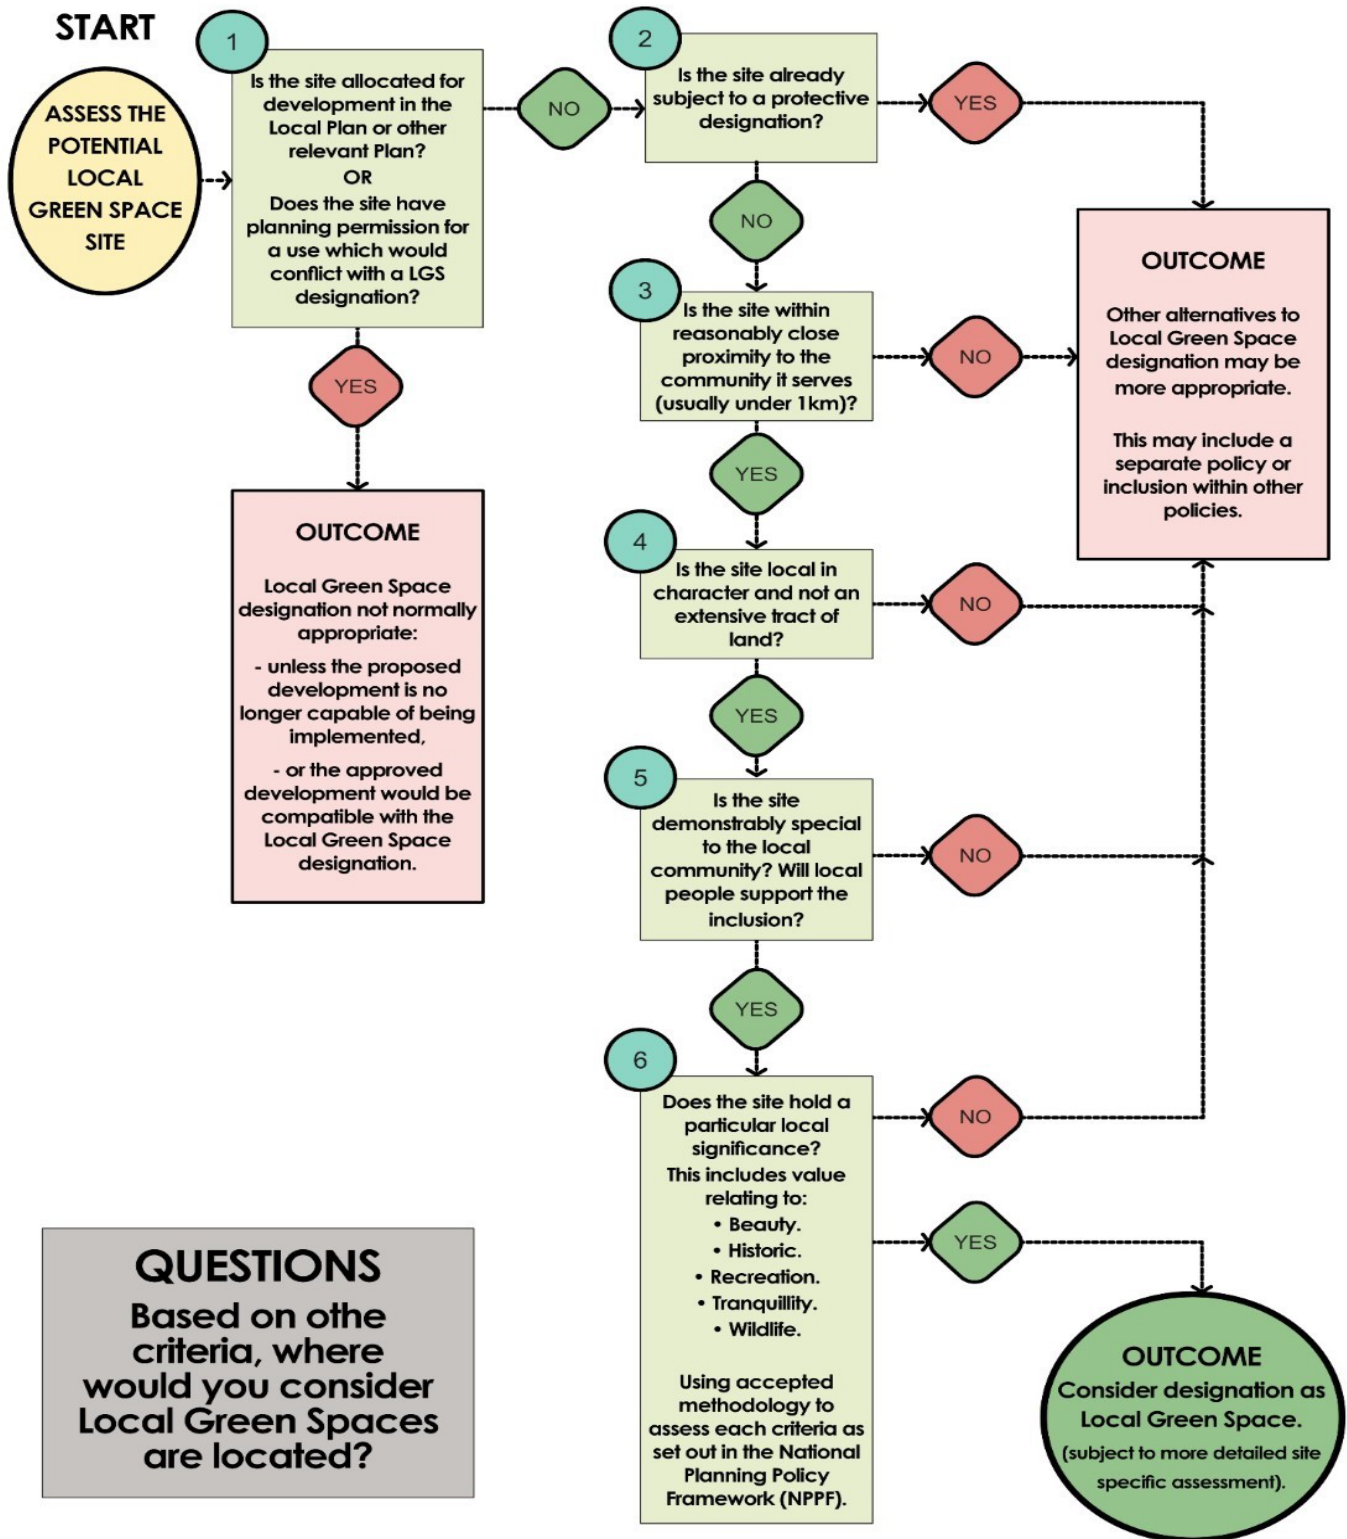 START
ASSESS THE
POTENTIAL
LOCAL
GREEN SPACE
SITE
1
Is the site allocated for
development in the
Local Plan or other
relevant Plan?
OR
Does the site have
planning permission for
a use which would
conflict with a LGS
designation?
NO
YES
OUTCOME
Local Green Space
designation not normally
appropriate:
- unless the proposed
development is no
longer capable of being
implemented,
- or the approved
development would be
compatible with the
Local Green Space
designation.
2
Is the site already
subject to a protective
designation?
YES
NO
OUTCOME
Other alternatives to
Local Green Space
designation may be
more appropriate.
This may include a
separate policy or
inclusion within other
policies.
3
Is the site within
reasonably close
proximity to the
community it serves
(usually under 1km)?
NO
YES
4
Is the site local in
character and not an
extensive tract of
land?
NO
YES
5
Is the site
demonstrably special
to the local
community? Will local
people support the
inclusion?
NO
YES
6
Does the site hold a
particular local
significance?
This includes value
relating to:
• Beauty.
• Historic.
• Recreation.
• Tranquillity.
• Wildlife.
Using accepted
methodology to
assess each criteria as
set out in the National
Planning Policy
Framework (NPPF).
NO
YES
OUTCOME
Consider designation as
Local Green Space.
(subject to more detailed site
specific assessment).
QUESTIONS
Based on othe
criteria, where
would you consider
Local Green Spaces
are located?